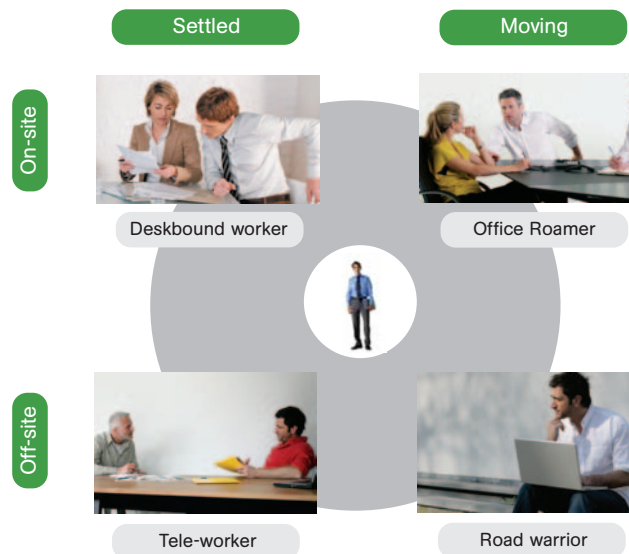 Settled
Moving
On-site
Deskbound worker
Office Roamer
Off-site
Tele-worker
Road warrior